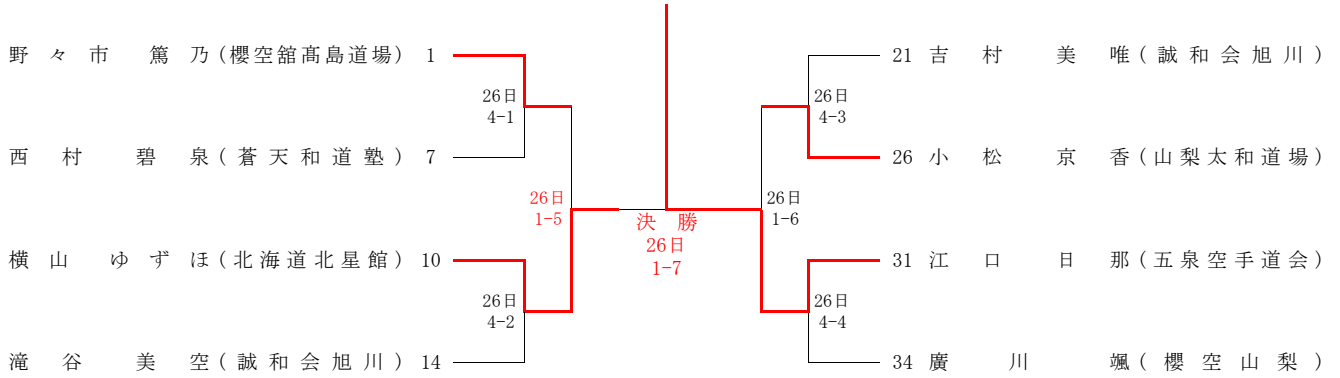 野々市 篤乃(櫻空舘髙島道場) 1
26日
4-1
西村 碧泉(蒼天和道塾) 7
26日
1-5
横山 ゆずほ(北海道北星館) 10
26日
4-2
滝谷 美空(誠和会旭川) 14
決勝
26日
1-7
21 吉村 美唯(誠和会旭川)
26日
4-3
26 小松 京香(山梨太和道場)
26日
1-6
31 江口 日那(五泉空手道会)
26日
4-4
34 廣川 颯(櫻空山梨)